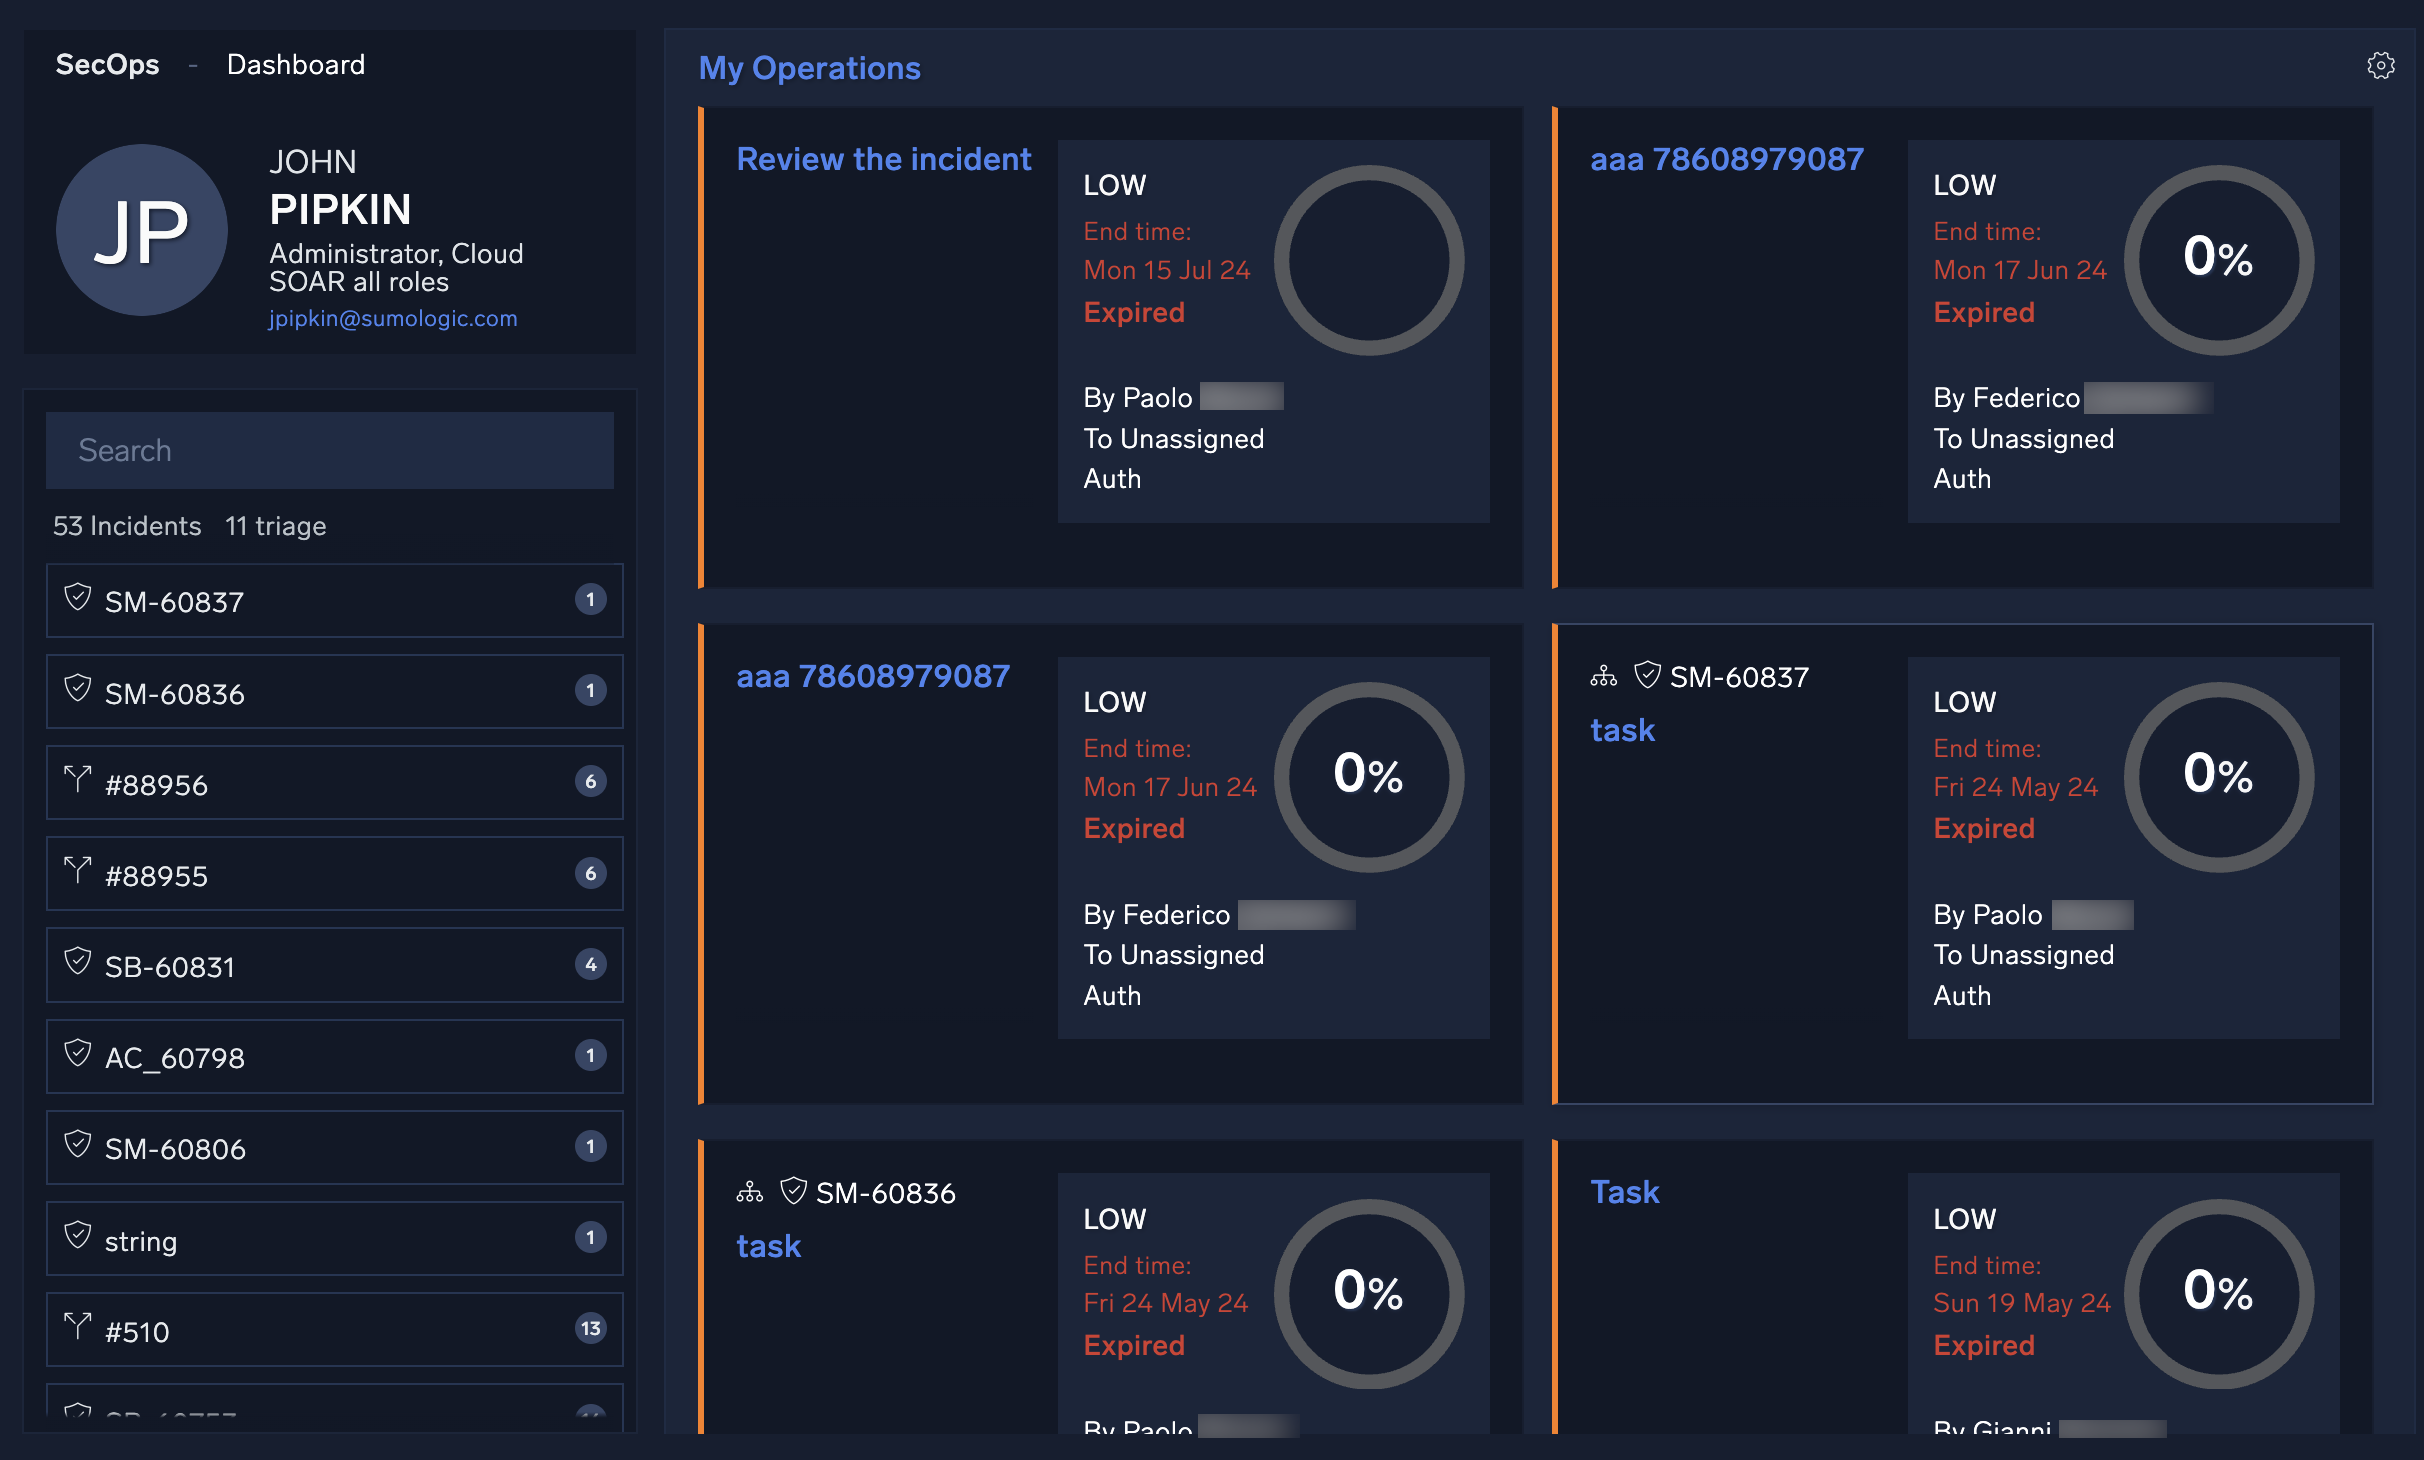 SecOps - Dashboard
JP
JOHN
PIPKIN
Administrator, Cloud
SOAR all roles
jpipkin@sumologic.com
Search
53 Incidents 11 triage
SM-60837 1
SM-60836 1
#88956 6
#88955 6
SB-60831 4
AC_60798 1
SM-60806 1
string 1
#510 13
My Operations
Review the incident
LOW
End time:
Mon 15 Jul 24
Expired
By Paolo
To Unassigned
Auth
aaa 78608979087
LOW
End time:
Mon 17 Jun 24
Expired
0%
By Federico
To Unassigned
Auth
aaa 78608979087
LOW
End time:
Mon 17 Jun 24
Expired
0%
By Federico
To Unassigned
Auth
SM-60837
task
LOW
End time:
Fri 24 May 24
Expired
0%
By Paolo
To Unassigned
Auth
SM-60836
task
LOW
End time:
Fri 24 May 24
Expired
0%
By Paolo
Task
LOW
End time:
Sun 19 May 24
Expired
0%
By Gianni